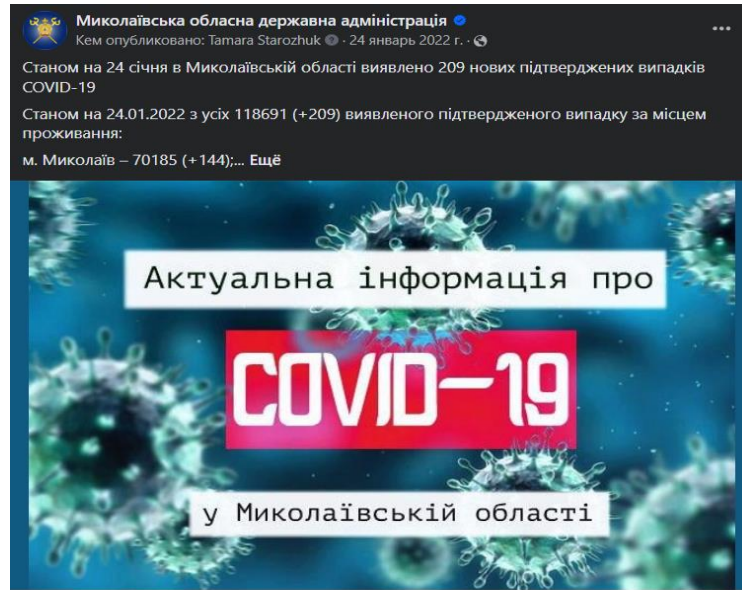 Миколаївська обласна державна адміністрація
Кем опубликовано: Tamara Starozhuk · 24 январь 2022 г. ·
Станом на 24 січня в Миколаївській області виявлено 209 нових підтверджених випадків
COVID-19
Станом на 24.01.2022 з усіх 118691 (+209) виявленого підтвердженого випадку за місцем
проживання:
м. Миколаїв – 70185 (+144);... Ещё
Актуальна інформація про
COVID-19
у Миколаївській області